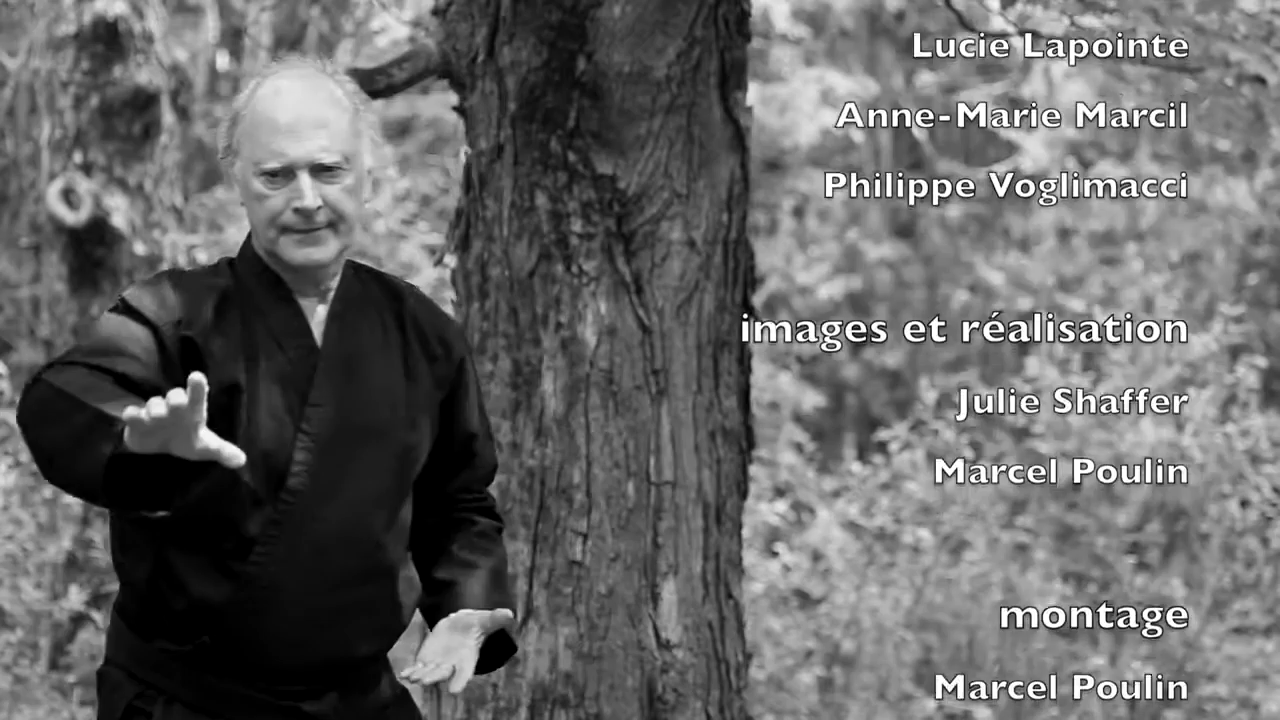 Lucie Lapointe
Anne-Marie Marcil
Philippe Voglimacci
images et réalisation
Julie Shaffer
Marcel Poulin
montage
Marcel Poulin